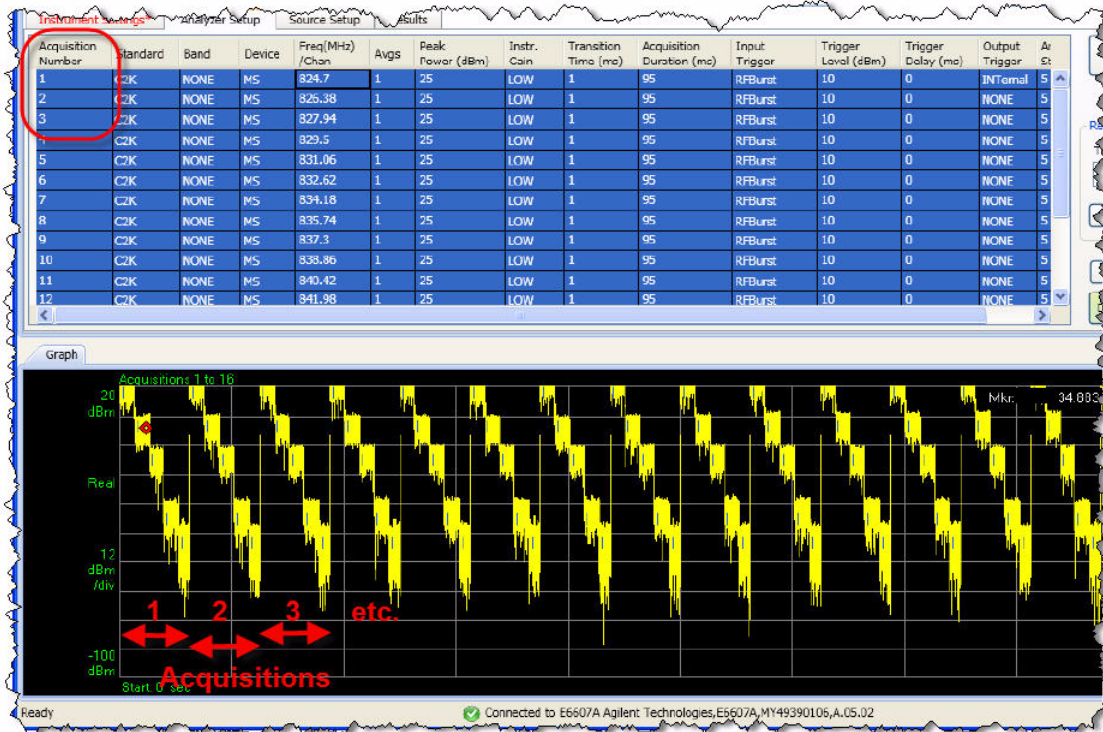 Instrument Settings* Analyzer Setup Source Setup Results
Acquisition Number Standard Band Device Freq(MHz) /Chan Avgs Peak Power (dBm) Instr. Gain Transition Time (ms) Acquisition Duration (ms) Input Trigger Trigger Level (dBm) Trigger Delay (ms) Output Trigger
1 C2K NONE MS 824.7 1 25 LOW 1 95 RFBurst 10 0 INTernal 5
2 C2K NONE MS 826.38 1 25 LOW 1 95 RFBurst 10 0 NONE 5
3 C2K NONE MS 827.94 1 25 LOW 1 95 RFBurst 10 0 NONE 5
4 C2K NONE MS 829.5 1 25 LOW 1 95 RFBurst 10 0 NONE 5
5 C2K NONE MS 831.06 1 25 LOW 1 95 RFBurst 10 0 NONE 5
6 C2K NONE MS 832.62 1 25 LOW 1 95 RFBurst 10 0 NONE 5
7 C2K NONE MS 834.18 1 25 LOW 1 95 RFBurst 10 0 NONE 5
8 C2K NONE MS 835.74 1 25 LOW 1 95 RFBurst 10 0 NONE 5
9 C2K NONE MS 837.3 1 25 LOW 1 95 RFBurst 10 0 NONE 5
10 C2K NONE MS 838.86 1 25 LOW 1 95 RFBurst 10 0 NONE 5
11 C2K NONE MS 840.42 1 25 LOW 1 95 RFBurst 10 0 NONE 5
12 C2K NONE MS 841.98 1 25 LOW 1 95 RFBurst 10 0 NONE 5
Graph
Acquisitions 1 to 16
20
dBm
Mkr: 34.883
Real
12
dBm
/div
1 2 3 etc.
-100
dBm
Acquisitions
Start 0 sec
Ready Connected to E6607A Agilent Technologies,E6607A,MY49390106,A.05.02